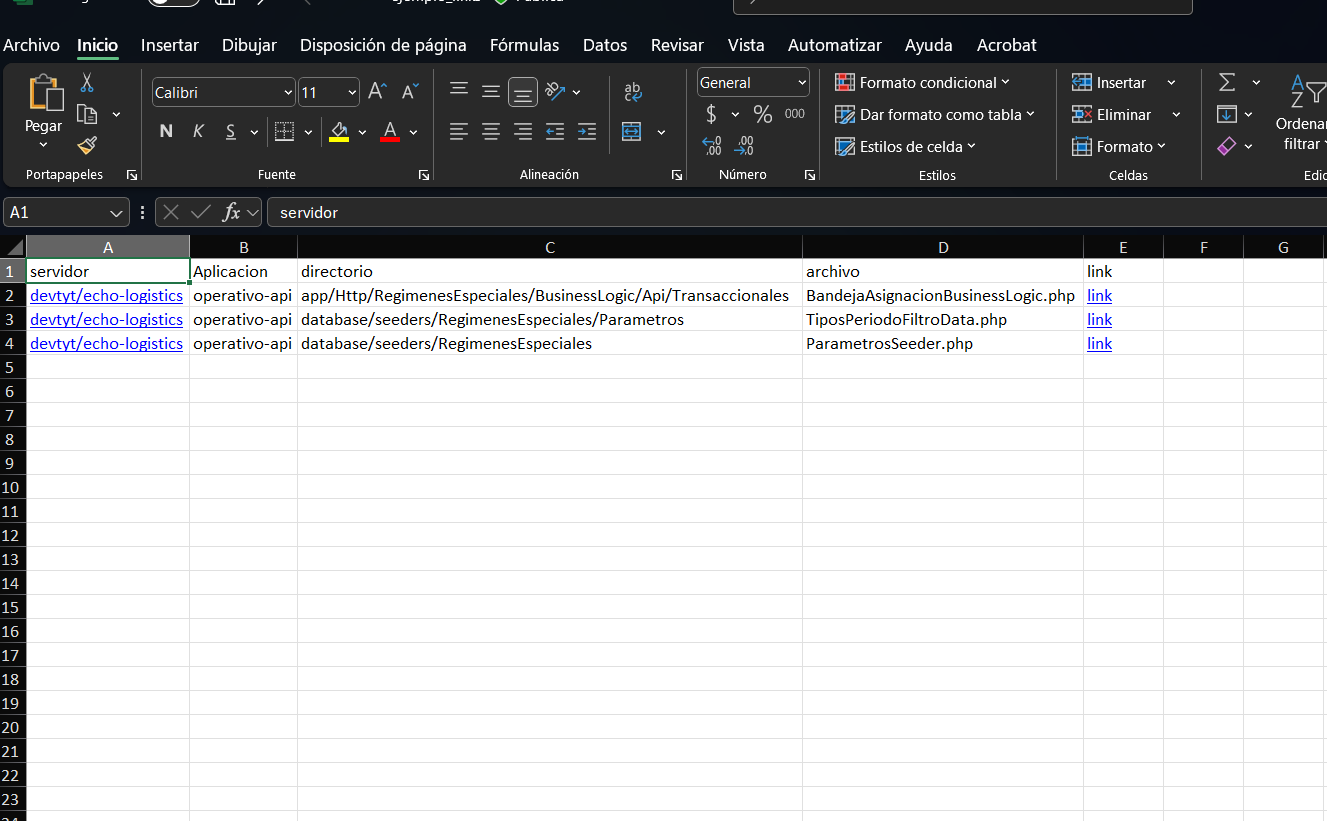 Archivo Inicio Insertar Dibujar Disposición de página Fórmulas Datos Revisar Vista Automatizar Ayuda Acrobat
Pegar
Calibri 11
N K S
General
$ % 000
Formato condicional
Dar formato como tabla
Estilos de celda
Insertar
Eliminar
Formato
Ordenar
filtrar
Portapapeles Fuente Alineación Número Estilos Celdas
A1 fx servidor
A B C D E F G
1 servidor Aplicacion directorio archivo link
2 devtyt/echo-logistics operativo-api app/Http/RegimenesEspeciales/BusinessLogic/Api/Transaccionales BandejaAsignacionBusinessLogic.php link
3 devtyt/echo-logistics operativo-api database/seeders/RegimenesEspeciales/Parametros TiposPeriodoFiltroData.php link
4 devtyt/echo-logistics operativo-api database/seeders/RegimenesEspeciales ParametrosSeeder.php link
5
6
7
8
9
10
11
12
13
14
15
16
17
18
19
20
21
22
23